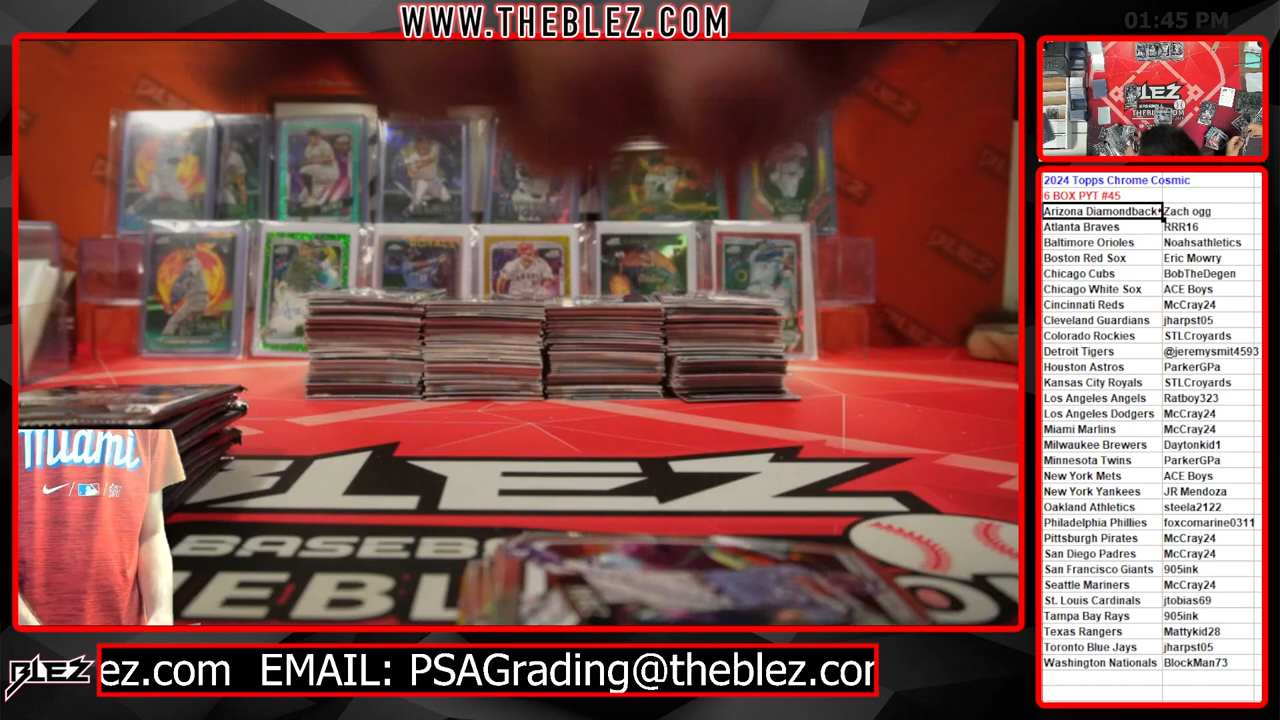 WWW.THEBLEZ.COM
01:45 PM
BLEZ
THEBLEZ.COM
2024 Topps Chrome Cosmic
6 BOX PYT #45
Arizona Diamondback Zach ogg
Atlanta Braves RRR16
Baltimore Orioles Noahsathletics
Boston Red Sox Eric Mowry
Chicago Cubs BobTheDegen
Chicago White Sox ACE Boys
Cincinnati Reds McCray24
Cleveland Guardians jharpst05
Colorado Rockies STLCroyards
Detroit Tigers @jeremysmit4593
Houston Astros ParkerGPa
Kansas City Royals STLCroyards
Los Angeles Angels Ratboy323
Los Angeles Dodgers McCray24
Miami Marlins McCray24
Milwaukee Brewers Daytonkid1
Minnesota Twins ParkerGPa
New York Mets ACE Boys
New York Yankees JR Mendoza
Oakland Athletics steela2122
Philadelphia Phillies foxcomarine0311
Pittsburgh Pirates McCray24
San Diego Padres McCray24
San Francisco Giants 905ink
Seattle Mariners McCray24
St. Louis Cardinals jtobias69
Tampa Bay Rays 905ink
Texas Rangers Mattykid28
Toronto Blue Jays jharpst05
Washington Nationals BlockMan73
Miami
LEZ
BASEB
HEBL
BLEZ
ez.com EMAIL: PSAGrading@theblez.cor